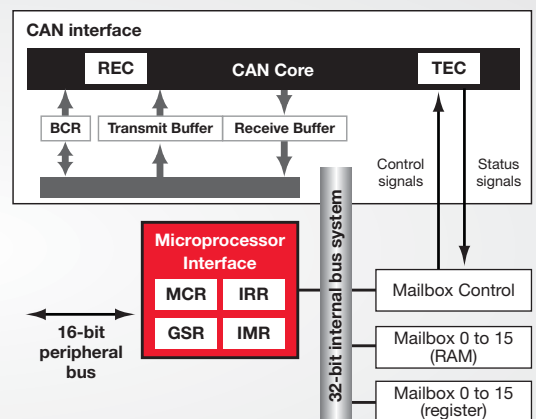 CAN interface
REC
CAN Core
TEC
BCR
Transmit Buffer
Receive Buffer
Control
signals
Status
signals
32-bit internal bus system
Microprocessor
Interface
MCR
IRR
GSR
IMR
16-bit
peripheral
bus
Mailbox Control
Mailbox 0 to 15
(RAM)
Mailbox 0 to 15
(register)